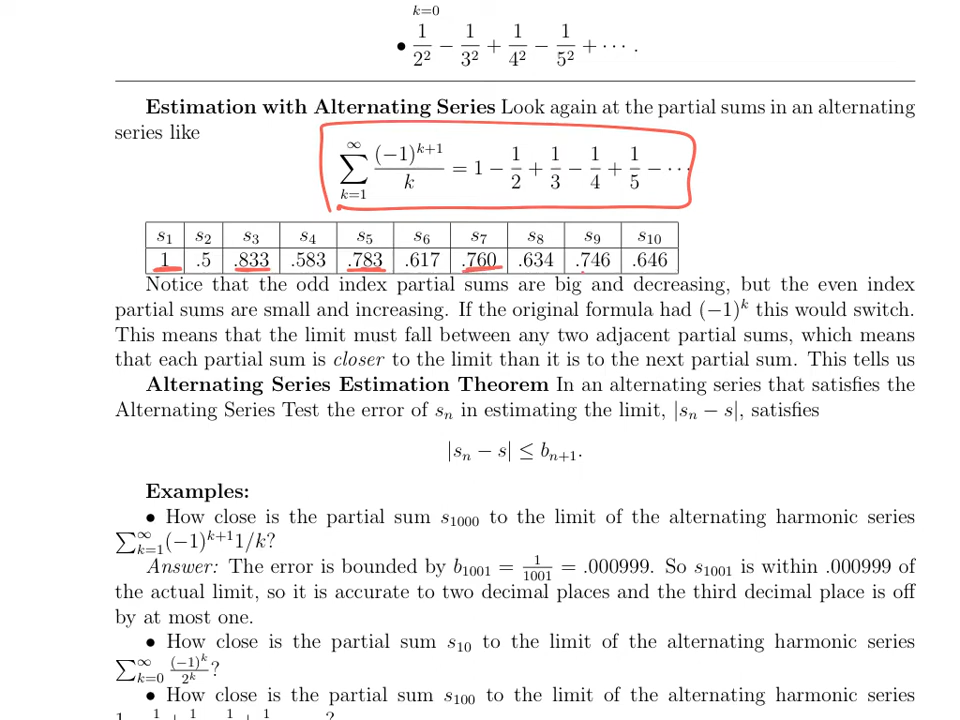 k=0
• 1/2² − 1/3² + 1/4² − 1/5² + ··· .
Estimation with Alternating Series Look again at the partial sums in an alternating
series like
∑_{k=1}^{∞} (−1)^{k+1}/k = 1 − 1/2 + 1/3 − 1/4 + 1/5 − ···
s₁ s₂ s₃ s₄ s₅ s₆ s₇ s₈ s₉ s₁₀
1 .5 .833 .583 .783 .617 .760 .634 .746 .646
Notice that the odd index partial sums are big and decreasing, but the even index
partial sums are small and increasing. If the original formula had (−1)^k this would switch.
This means that the limit must fall between any two adjacent partial sums, which means
that each partial sum is closer to the limit than it is to the next partial sum. This tells us
Alternating Series Estimation Theorem In an alternating series that satisfies the
Alternating Series Test the error of sₙ in estimating the limit, |sₙ − s|, satisfies
|sₙ − s| ≤ bₙ₊₁.
Examples:
• How close is the partial sum s₁₀₀₀ to the limit of the alternating harmonic series
∑_{k=1}^{∞}(−1)^{k+1}1/k?
Answer: The error is bounded by b₁₀₀₁ = 1/1001 = .000999. So s₁₀₀₁ is within .000999 of
the actual limit, so it is accurate to two decimal places and the third decimal place is off
by at most one.
• How close is the partial sum s₁₀ to the limit of the alternating harmonic series
∑_{k=0}^{∞} (−1)^k/2^k?
• How close is the partial sum s₁₀₀ to the limit of the alternating harmonic series